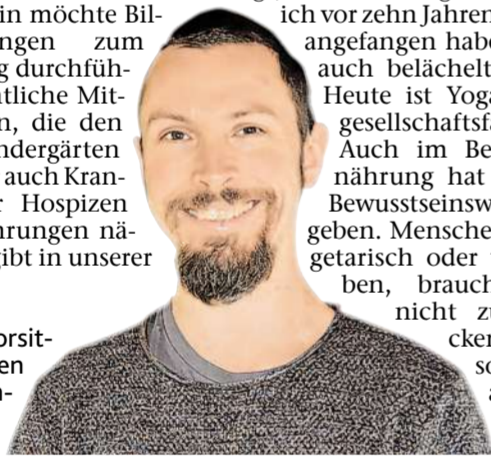 in möchte Bil-
ngen zum
g durchfüh-
tliche Mit-
n, die den
ndergärten
auch Kran-
r Hospizen
hrungen nä-
gibt in unserer
orsit-
en
ich vor zehn Jahren
angefangen habe
auch belächelt
Heute ist Yoga
gesellschaftsfä
Auch im Be
nährung hat
Bewusstseinsw
geben. Mensche
getarisch oder
ben, brauch
nicht zu
cker
so